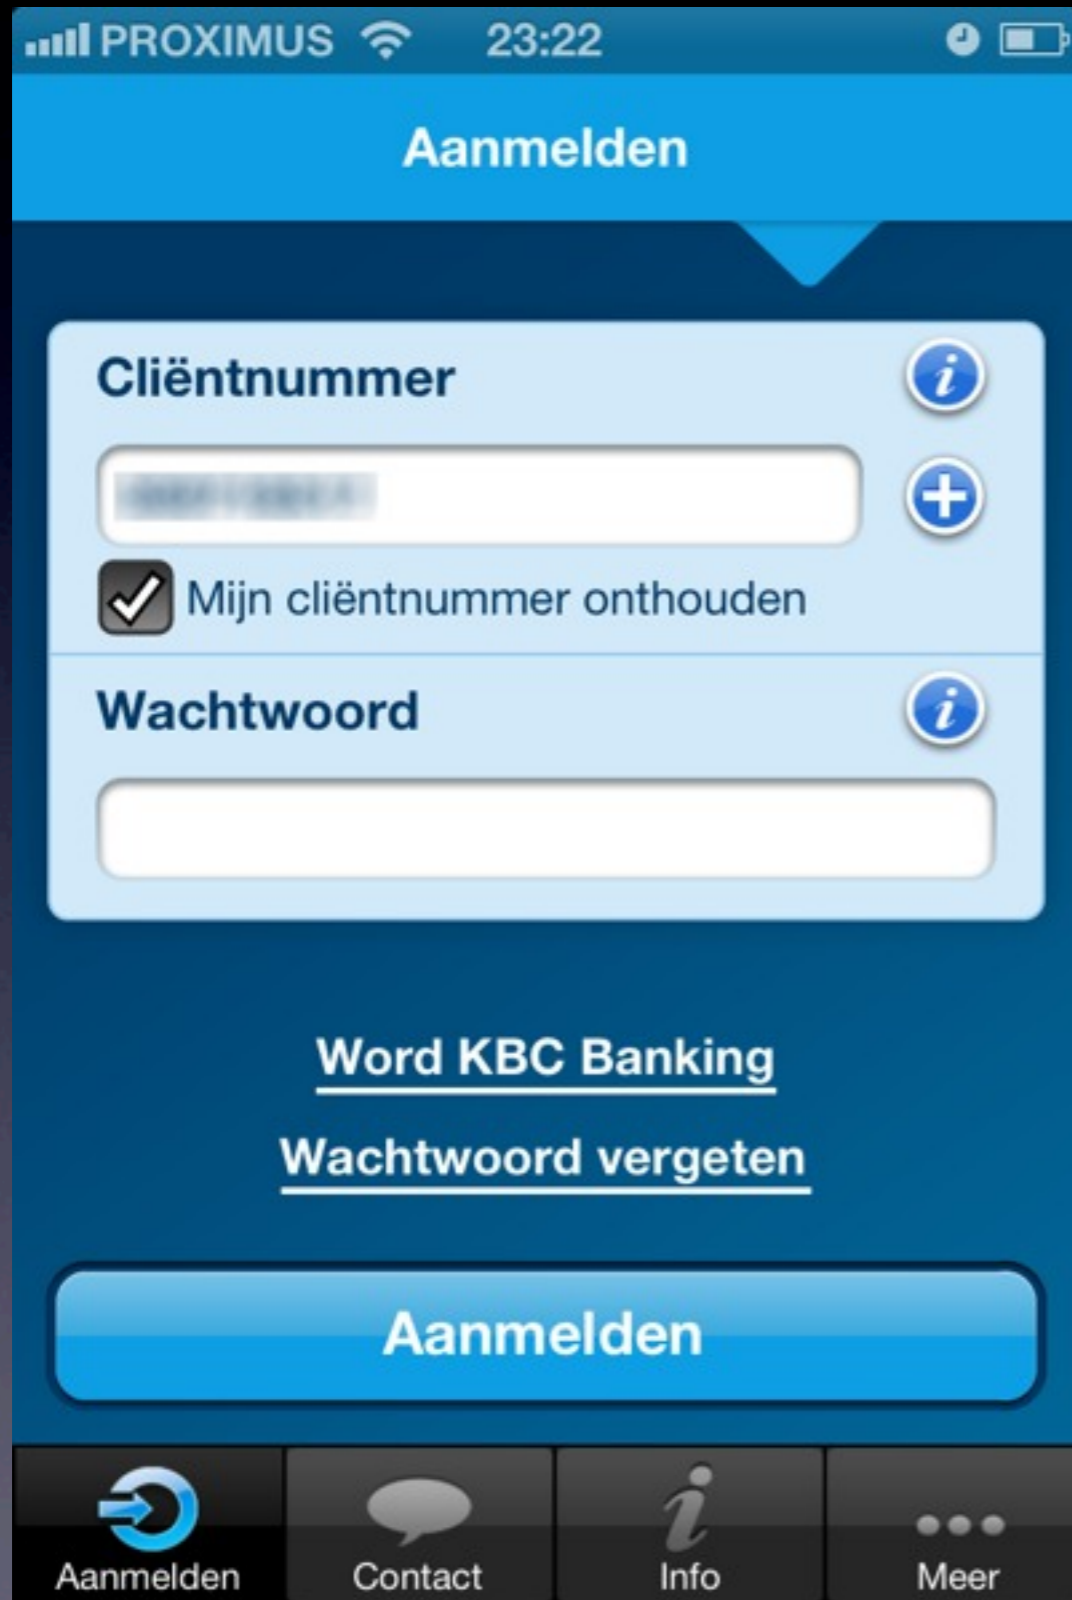 PROXIMUS 23:22
Aanmelden
Cliëntnummer
Mijn cliëntnummer onthouden
Wachtwoord
Word KBC Banking
Wachtwoord vergeten
Aanmelden
Aanmelden Contact Info Meer